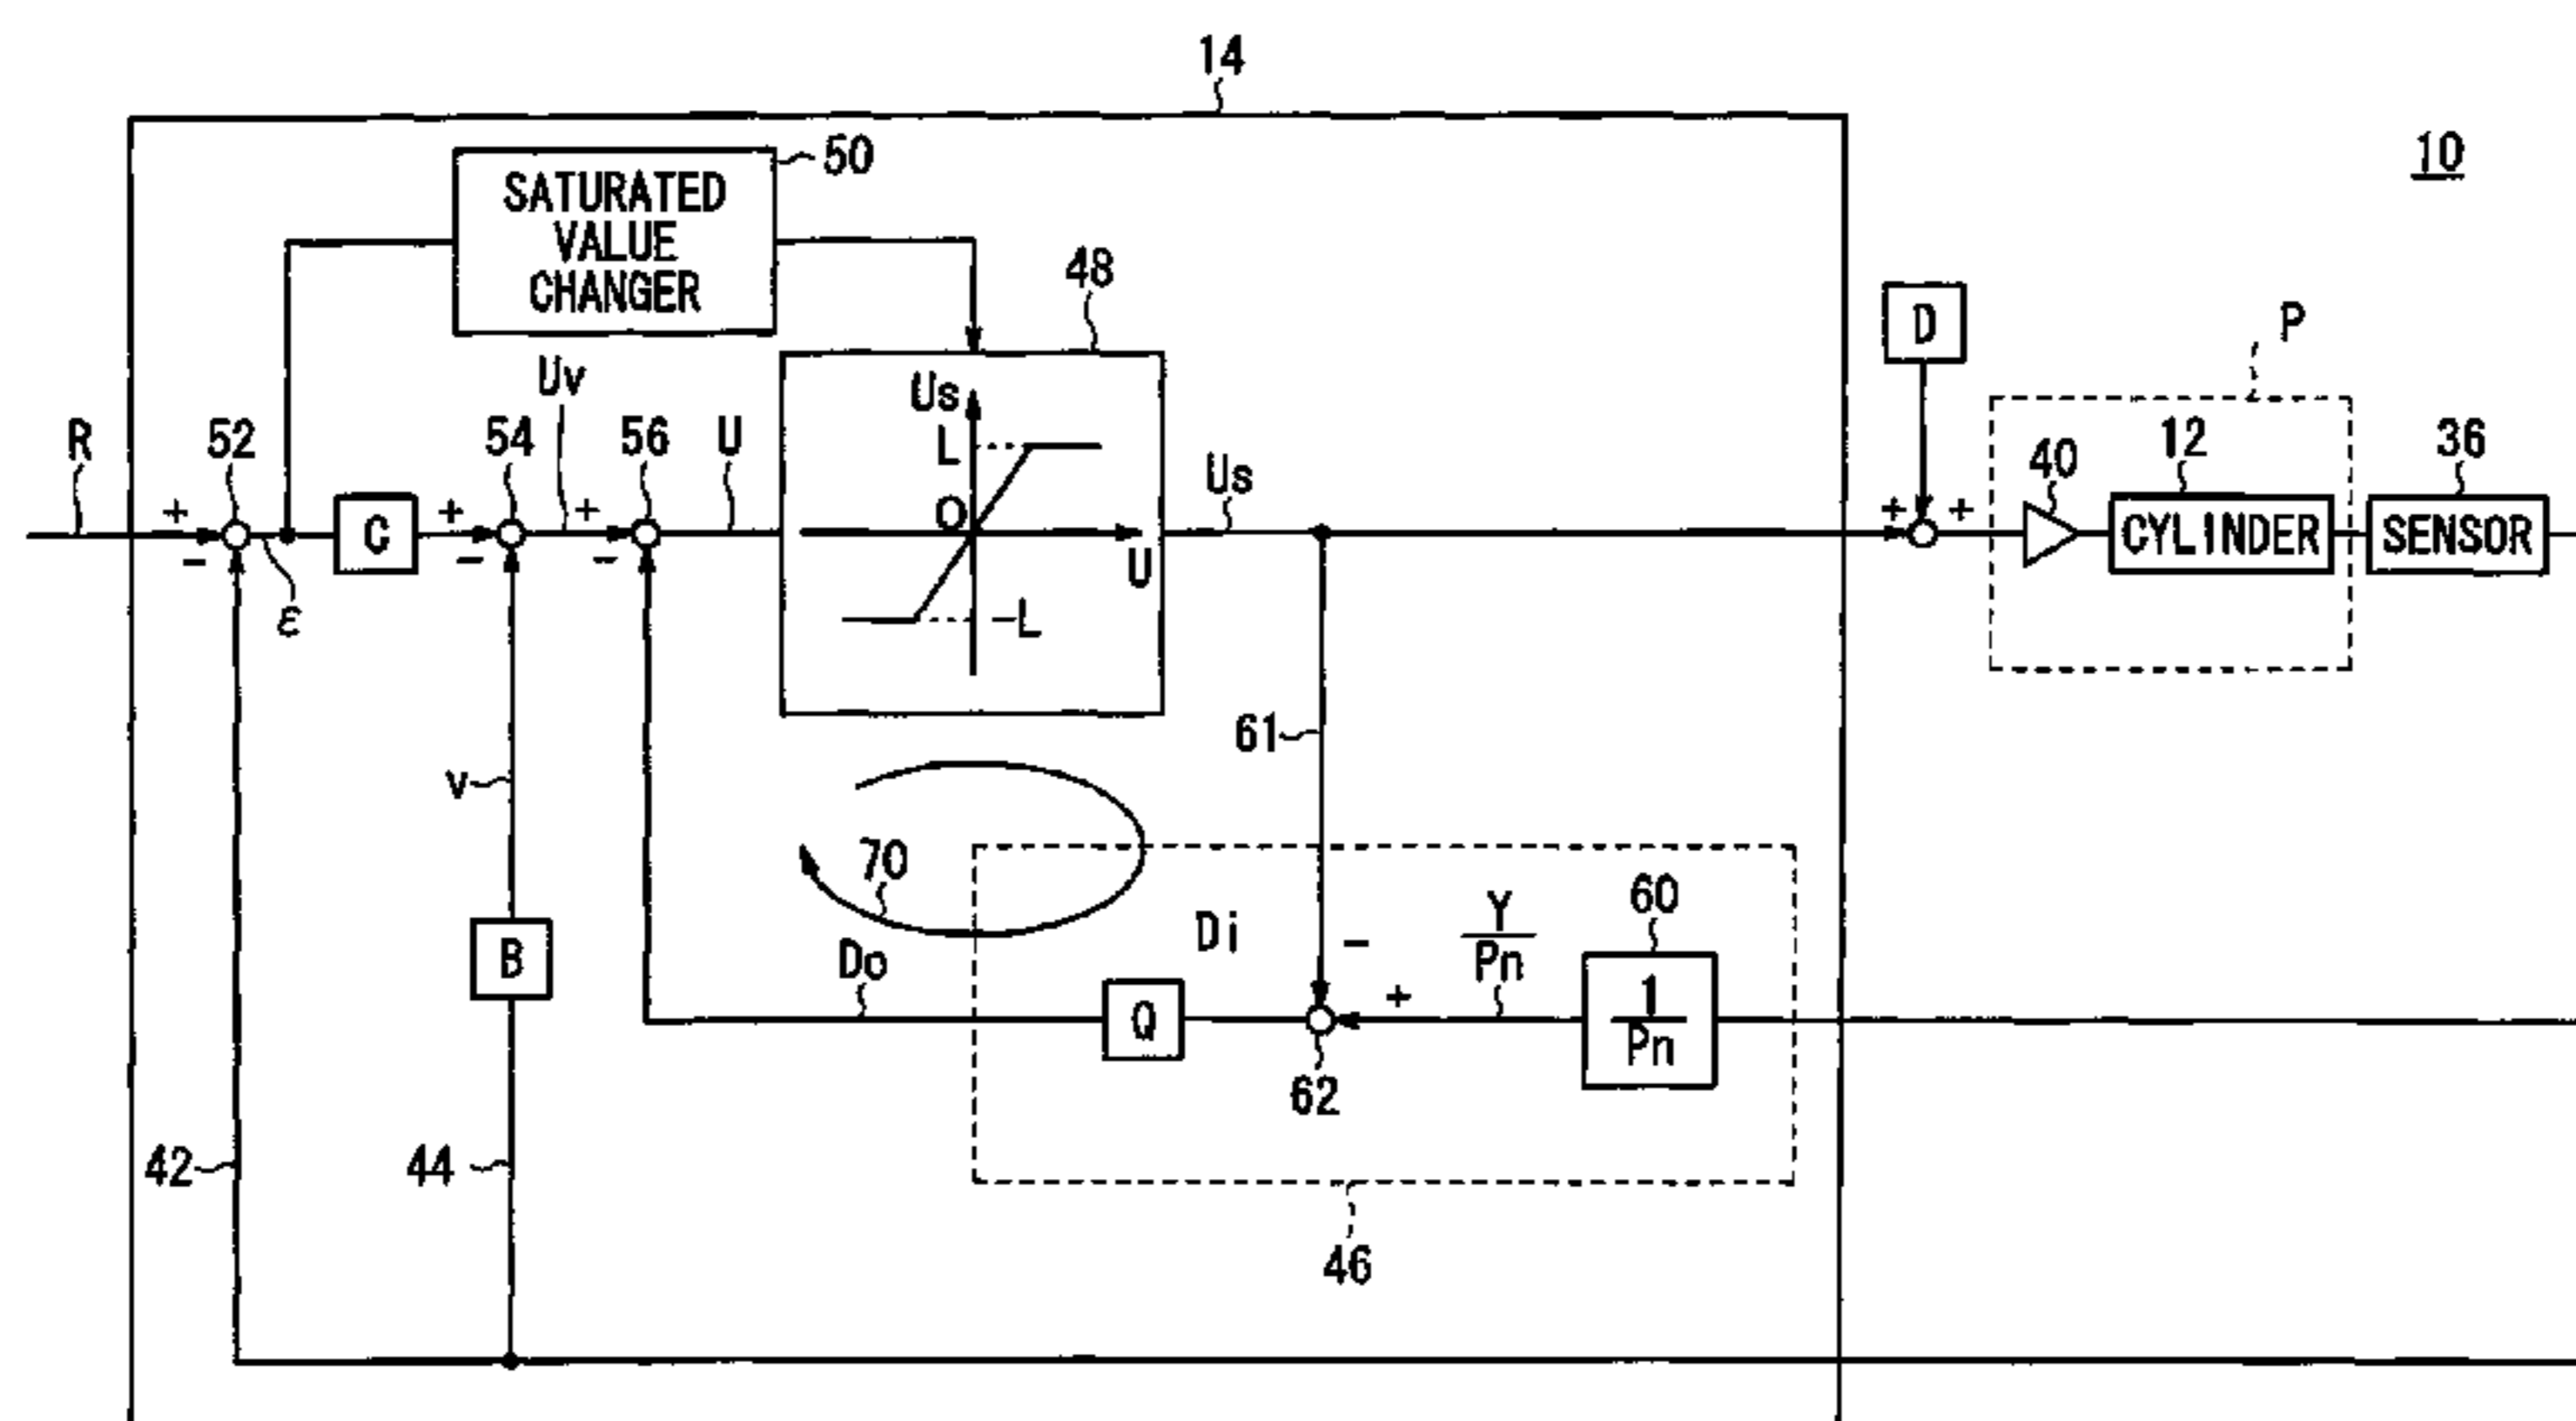 14
10
50
SATURATED
VALUE
CHANGER
48
D
P
Uv
Us
R
52
54
56
U
L
Us
40
12
36
+
+
+
O
+
+
C
CYLINDER
SENSOR
-
-
-
U
ε
-L
61
v
70
Di
-
Y
Pn
60
B
Do
Q
+
1
Pn
62
42
44
46